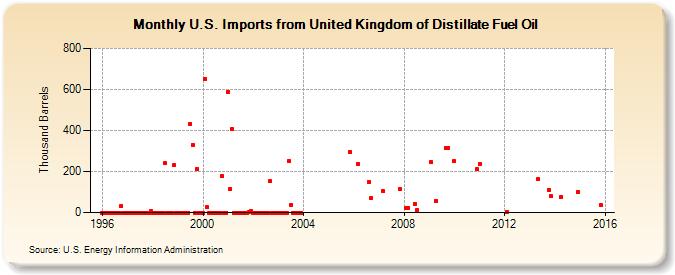 Monthly U.S. Imports from United Kingdom of Distillate Fuel Oil
Thousand Barrels
800
600
400
200
0
1996 2000 2004 2008 2012 2016
Source: U.S. Energy Information Administration